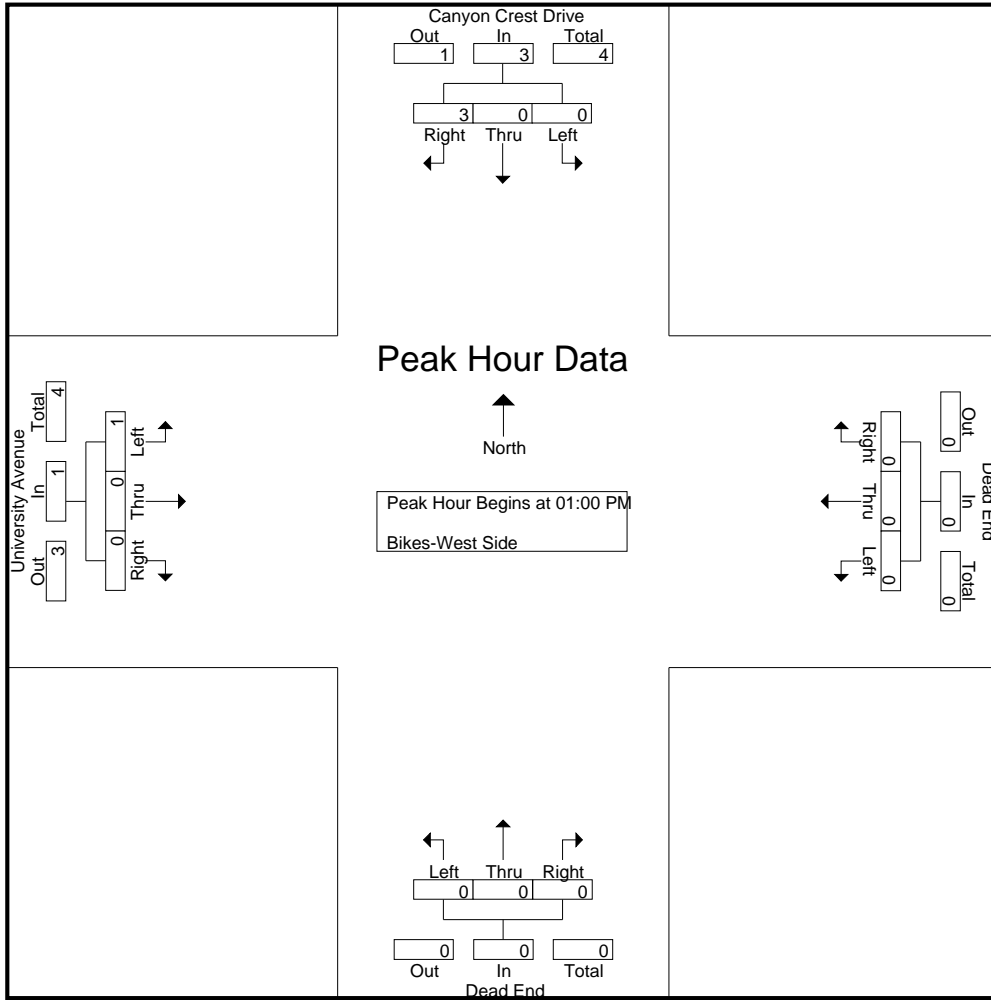 Canyon Crest Drive
Out In Total
1 3 4
3 0 0
Right Thru Left
Peak Hour Data
North
Peak Hour Begins at 01:00 PM
Bikes-West Side
University Avenue
Out In Total
3 1 4
Left Thru Right
1 0 0
Dead End
Out In Total
0 0 0
Right Thru Left
0 0 0
Left Thru Right
0 0 0
0 0 0
Out In Total
Dead End